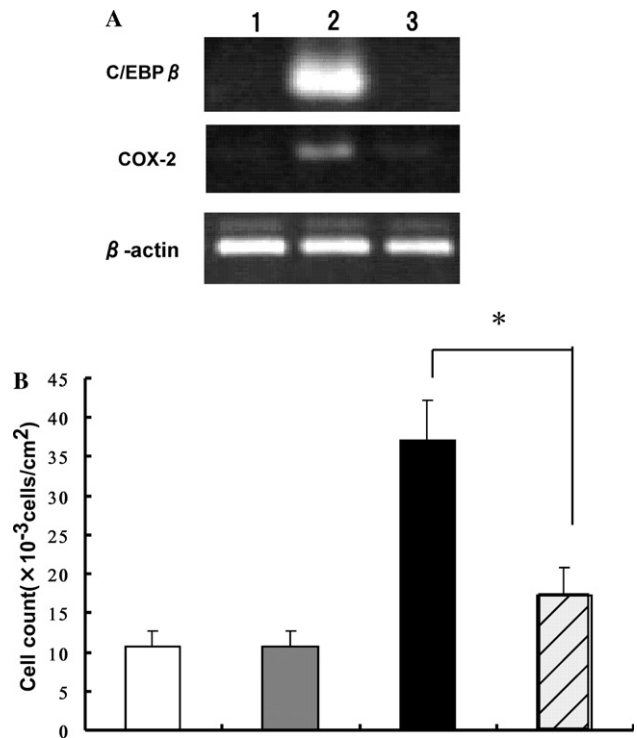 A
1 2 3
C/EBP β
COX-2
β-actin
B
*
Cell count(×10⁻³cells/cm²)
45
40
35
30
25
20
15
10
5
0